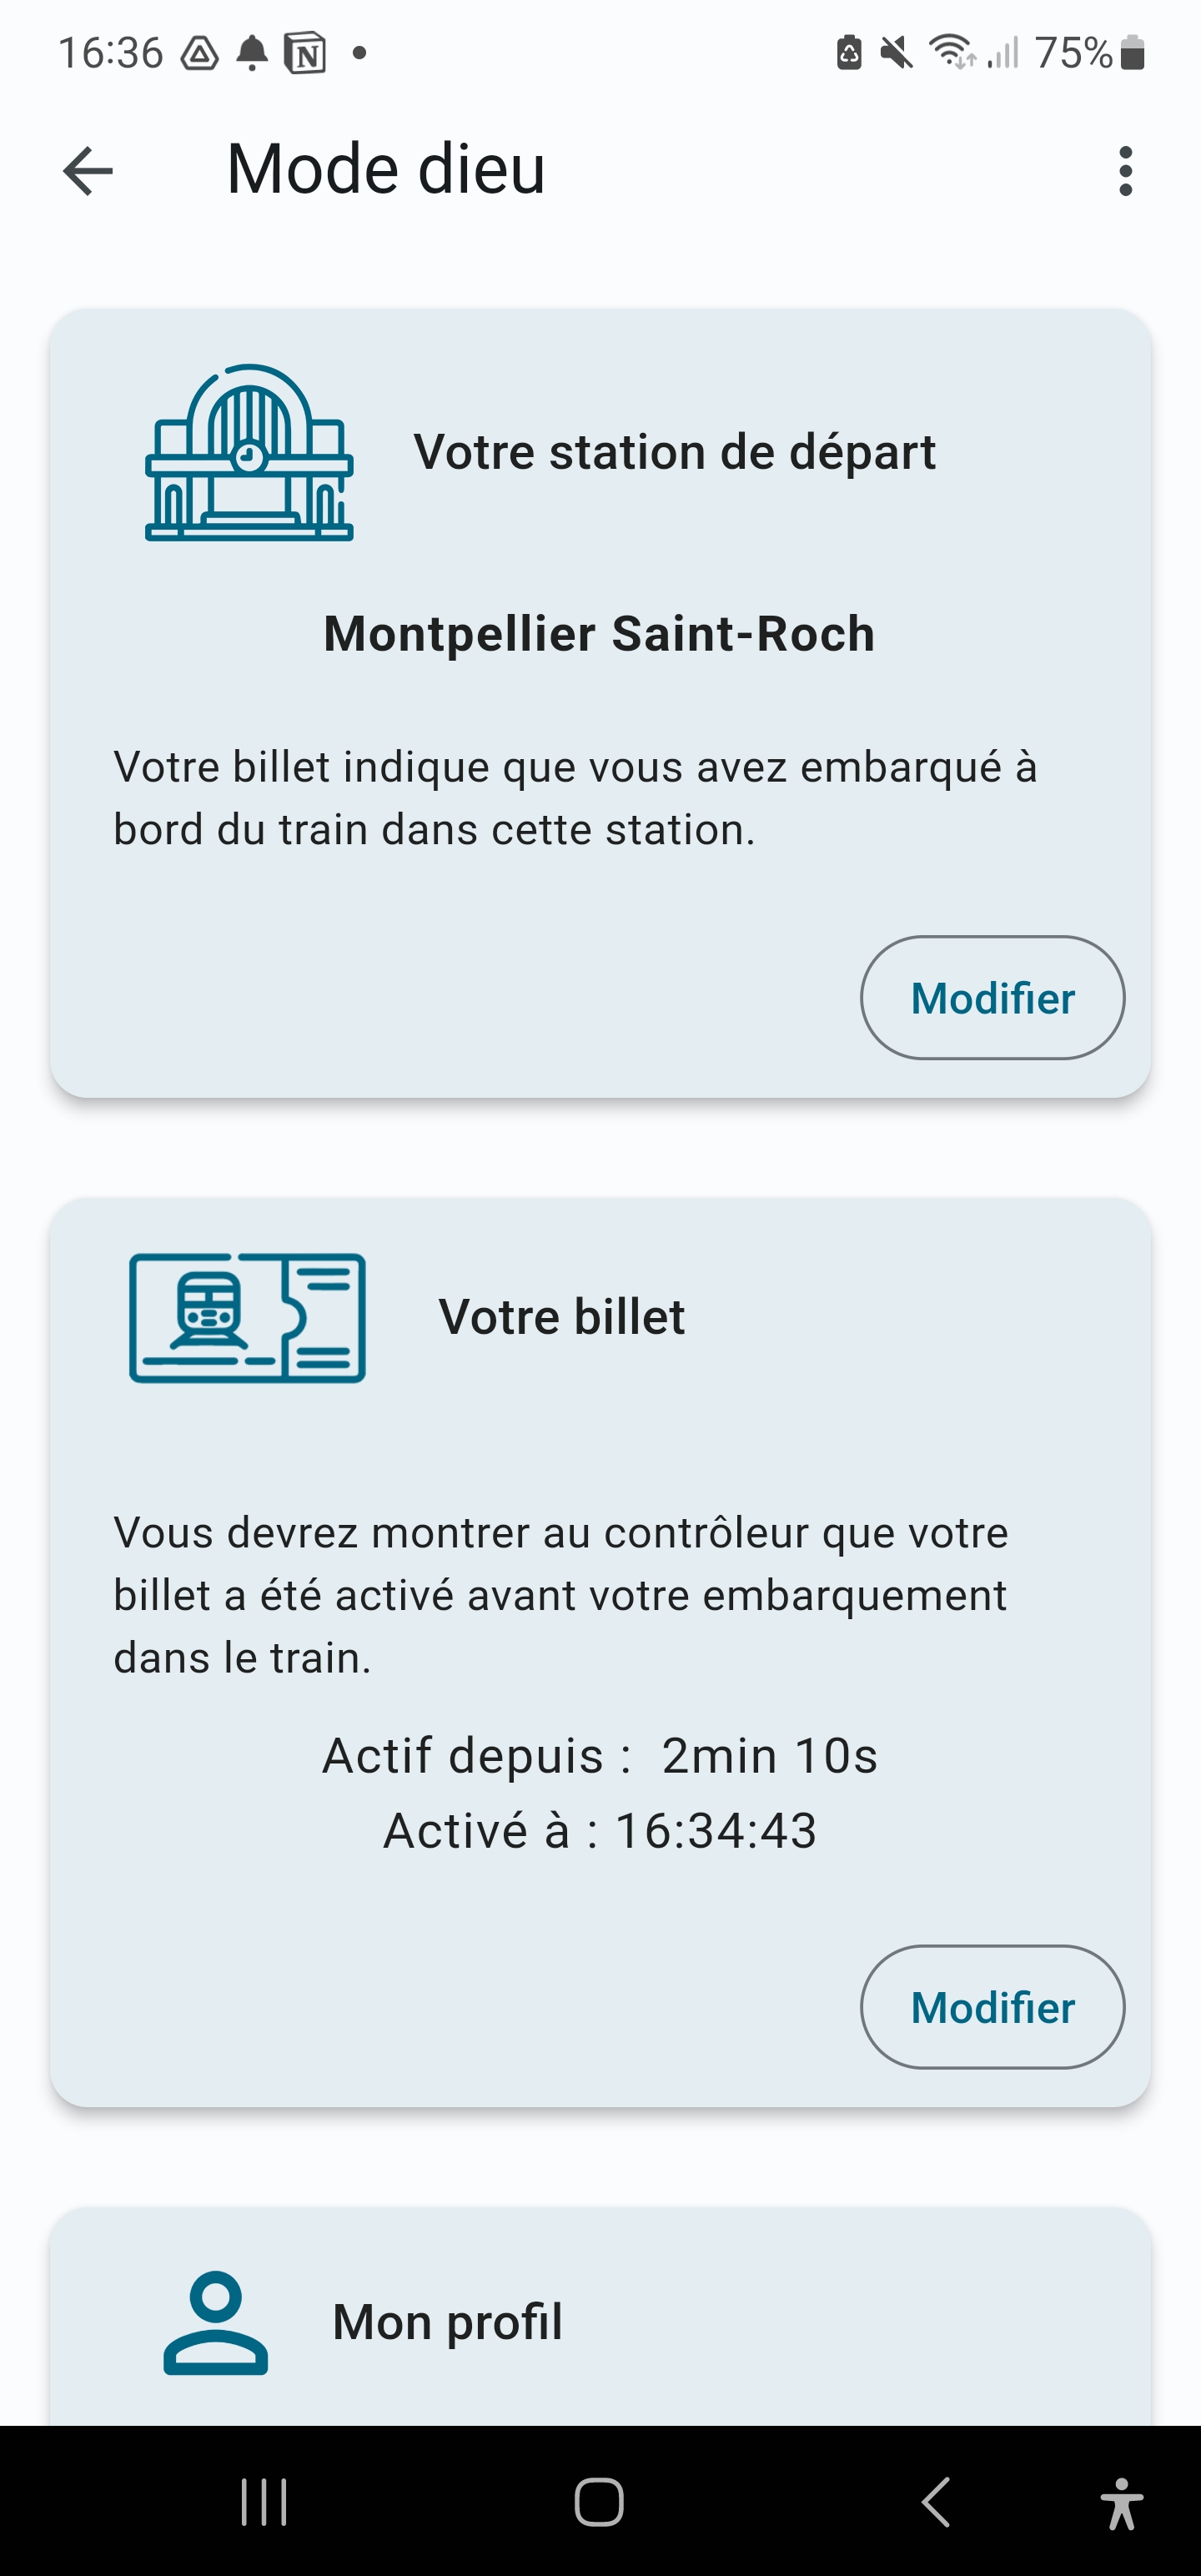 16:36 N 75%
Mode dieu
Votre station de départ
Montpellier Saint-Roch
Votre billet indique que vous avez embarqué à
bord du train dans cette station.
Modifier
Votre billet
Vous devrez montrer au contrôleur que votre
billet a été activé avant votre embarquement
dans le train.
Actif depuis :  2min 10s
Activé à : 16:34:43
Modifier
Mon profil